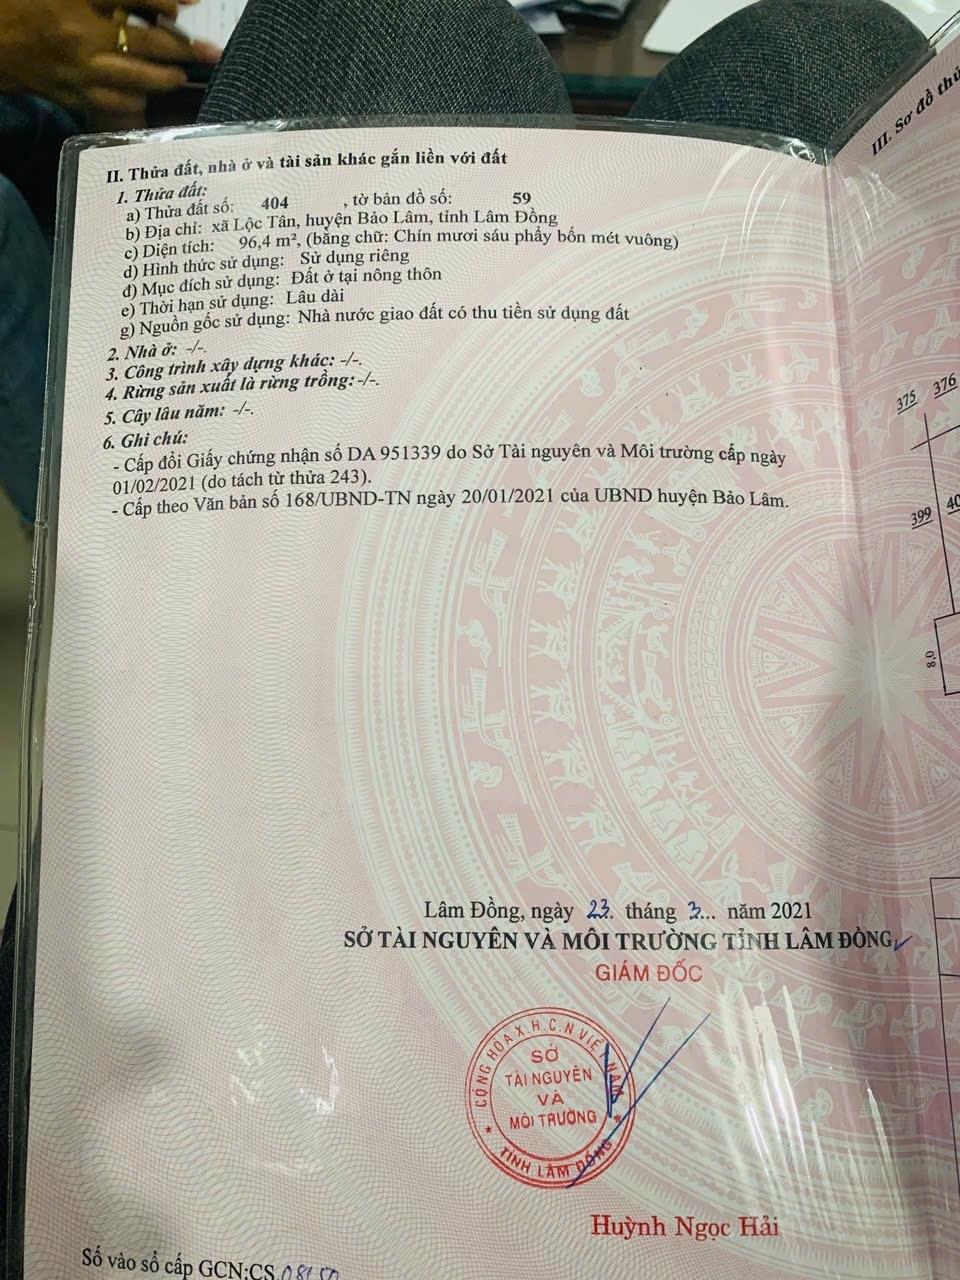 II. Thửa đất, nhà ở và tài sản khác gắn liền với đất
1. Thửa đất:
a) Thửa đất số: 404 , tờ bản đồ số: 59
b) Địa chỉ: xã Lộc Tân, huyện Bảo Lâm, tỉnh Lâm Đồng
c) Diện tích: 96,4 m², (bằng chữ: Chín mươi sáu phẩy bốn mét vuông)
d) Hình thức sử dụng: Sử dụng riêng
đ) Mục đích sử dụng: Đất ở tại nông thôn
e) Thời hạn sử dụng: Lâu dài
g) Nguồn gốc sử dụng: Nhà nước giao đất có thu tiền sử dụng đất
2. Nhà ở: -/-.
3. Công trình xây dựng khác: -/-.
4. Rừng sản xuất là rừng trồng: -/-.
5. Cây lâu năm: -/-.
6. Ghi chú:
- Cấp đổi Giấy chứng nhận số DA 951339 do Sở Tài nguyên và Môi trường cấp ngày
01/02/2021 (do tách từ thửa 243).
- Cấp theo Văn bản số 168/UBND-TN ngày 20/01/2021 của UBND huyện Bảo Lâm.
Lâm Đồng, ngày 23. tháng 3... năm 2021
SỞ TÀI NGUYÊN VÀ MÔI TRƯỜNG TỈNH LÂM ĐỒNG
GIÁM ĐỐC
CỘNG HÒA X.H.C.N VIỆT NAM
SỞ
TÀI NGUYÊN
VÀ
MÔI TRƯỜNG
TỈNH LÂM ĐỒNG
Huỳnh Ngọc Hải
Số vào sổ cấp GCN:CS
III. Sơ đồ
375 376
399
8,0